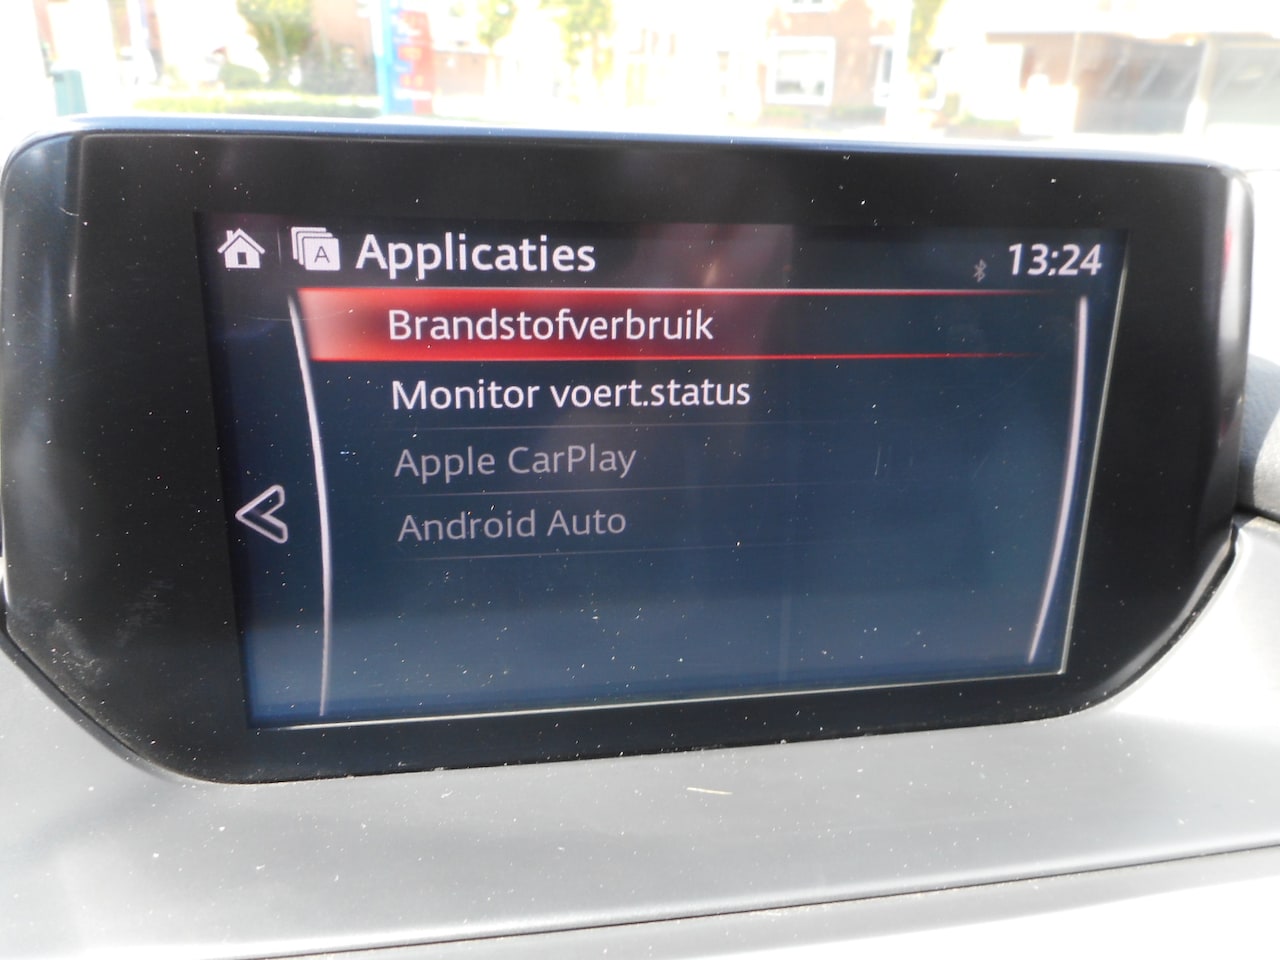 A Applicaties 13:24
Brandstofverbruik
Monitor voert.status
Apple CarPlay
Android Auto